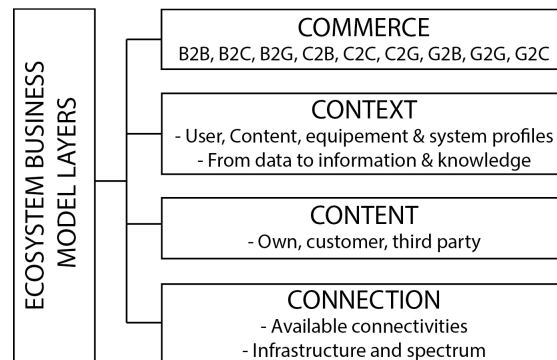 ECOSYSTEM BUSINESS
MODEL LAYERS
COMMERCE
B2B, B2C, B2G, C2B, C2C, C2G, G2B, G2G, G2C
CONTEXT
- User, Content, equipement & system profiles
- From data to information & knowledge
CONTENT
- Own, customer, third party
CONNECTION
- Available connectivities
- Infrastructure and spectrum